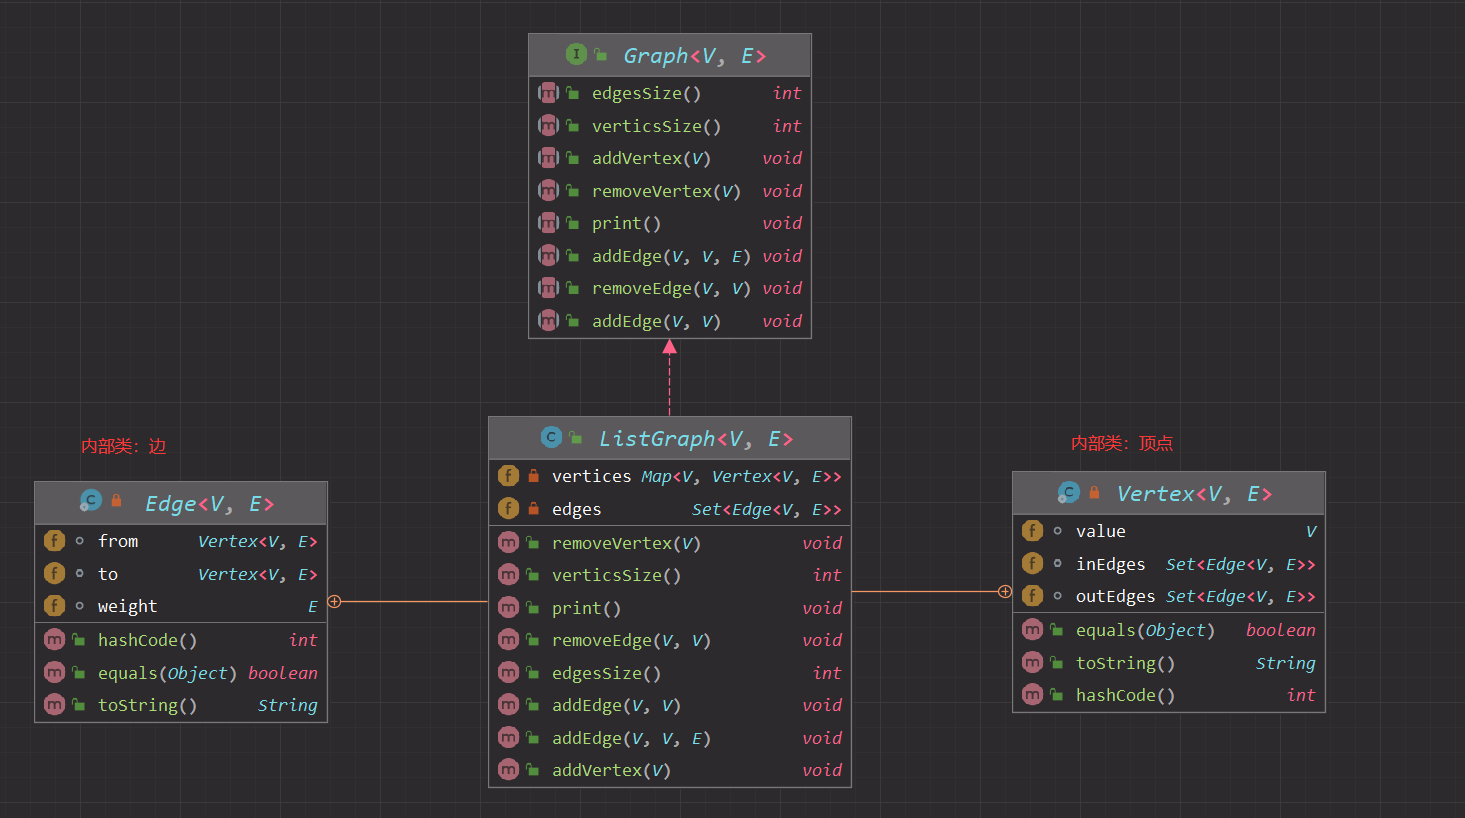 Graph<V, E>
edgesSize() int
verticsSize() int
addVertex(V) void
removeVertex(V) void
print() void
addEdge(V, V, E) void
removeEdge(V, V) void
addEdge(V, V) void
内部类：边
Edge<V, E>
from Vertex<V, E>
to Vertex<V, E>
weight E
hashCode() int
equals(Object) boolean
toString() String
ListGraph<V, E>
vertices Map<V, Vertex<V, E>>
edges Set<Edge<V, E>>
removeVertex(V) void
verticsSize() int
print() void
removeEdge(V, V) void
edgesSize() int
addEdge(V, V) void
addEdge(V, V, E) void
addVertex(V) void
内部类：顶点
Vertex<V, E>
value V
inEdges Set<Edge<V, E>>
outEdges Set<Edge<V, E>>
equals(Object) boolean
toString() String
hashCode() int